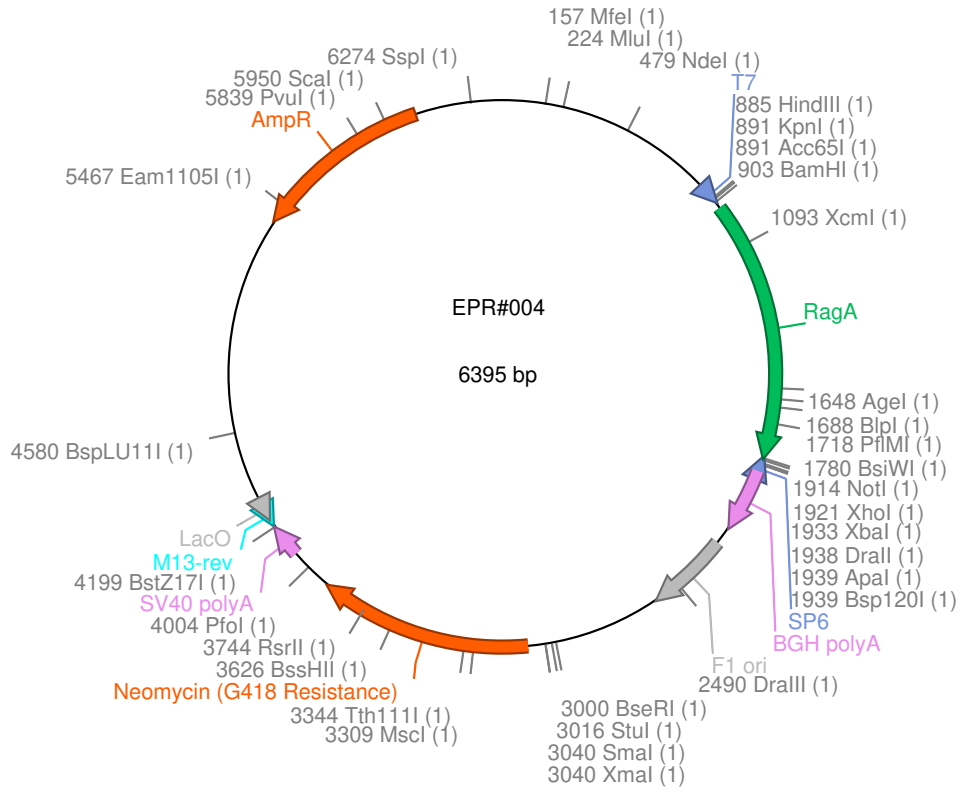 157 MfeI (1)
224 MluI (1)
479 NdeI (1)
T7
885 HindIII (1)
891 KpnI (1)
891 Acc65I (1)
903 BamHI (1)
1093 XcmI (1)
RagA
1648 AgeI (1)
1688 BlpI (1)
1718 PflMI (1)
1780 BsiWI (1)
1914 NotI (1)
1921 XhoI (1)
1933 XbaI (1)
1938 DraII (1)
1939 ApaI (1)
1939 Bsp120I (1)
SP6
BGH polyA
F1 ori
2490 DraIII (1)
3000 BseRI (1)
3016 StuI (1)
3040 SmaI (1)
3040 XmaI (1)
3309 MscI (1)
3344 Tth111I (1)
Neomycin (G418 Resistance)
3626 BssHII (1)
3744 RsrII (1)
4004 PfoI (1)
SV40 polyA
4199 BstZ17I (1)
M13-rev
LacO
4580 BspLU11I (1)
5467 Eam1105I (1)
AmpR
5839 PvuI (1)
5950 ScaI (1)
6274 SspI (1)
EPR#004
6395 bp